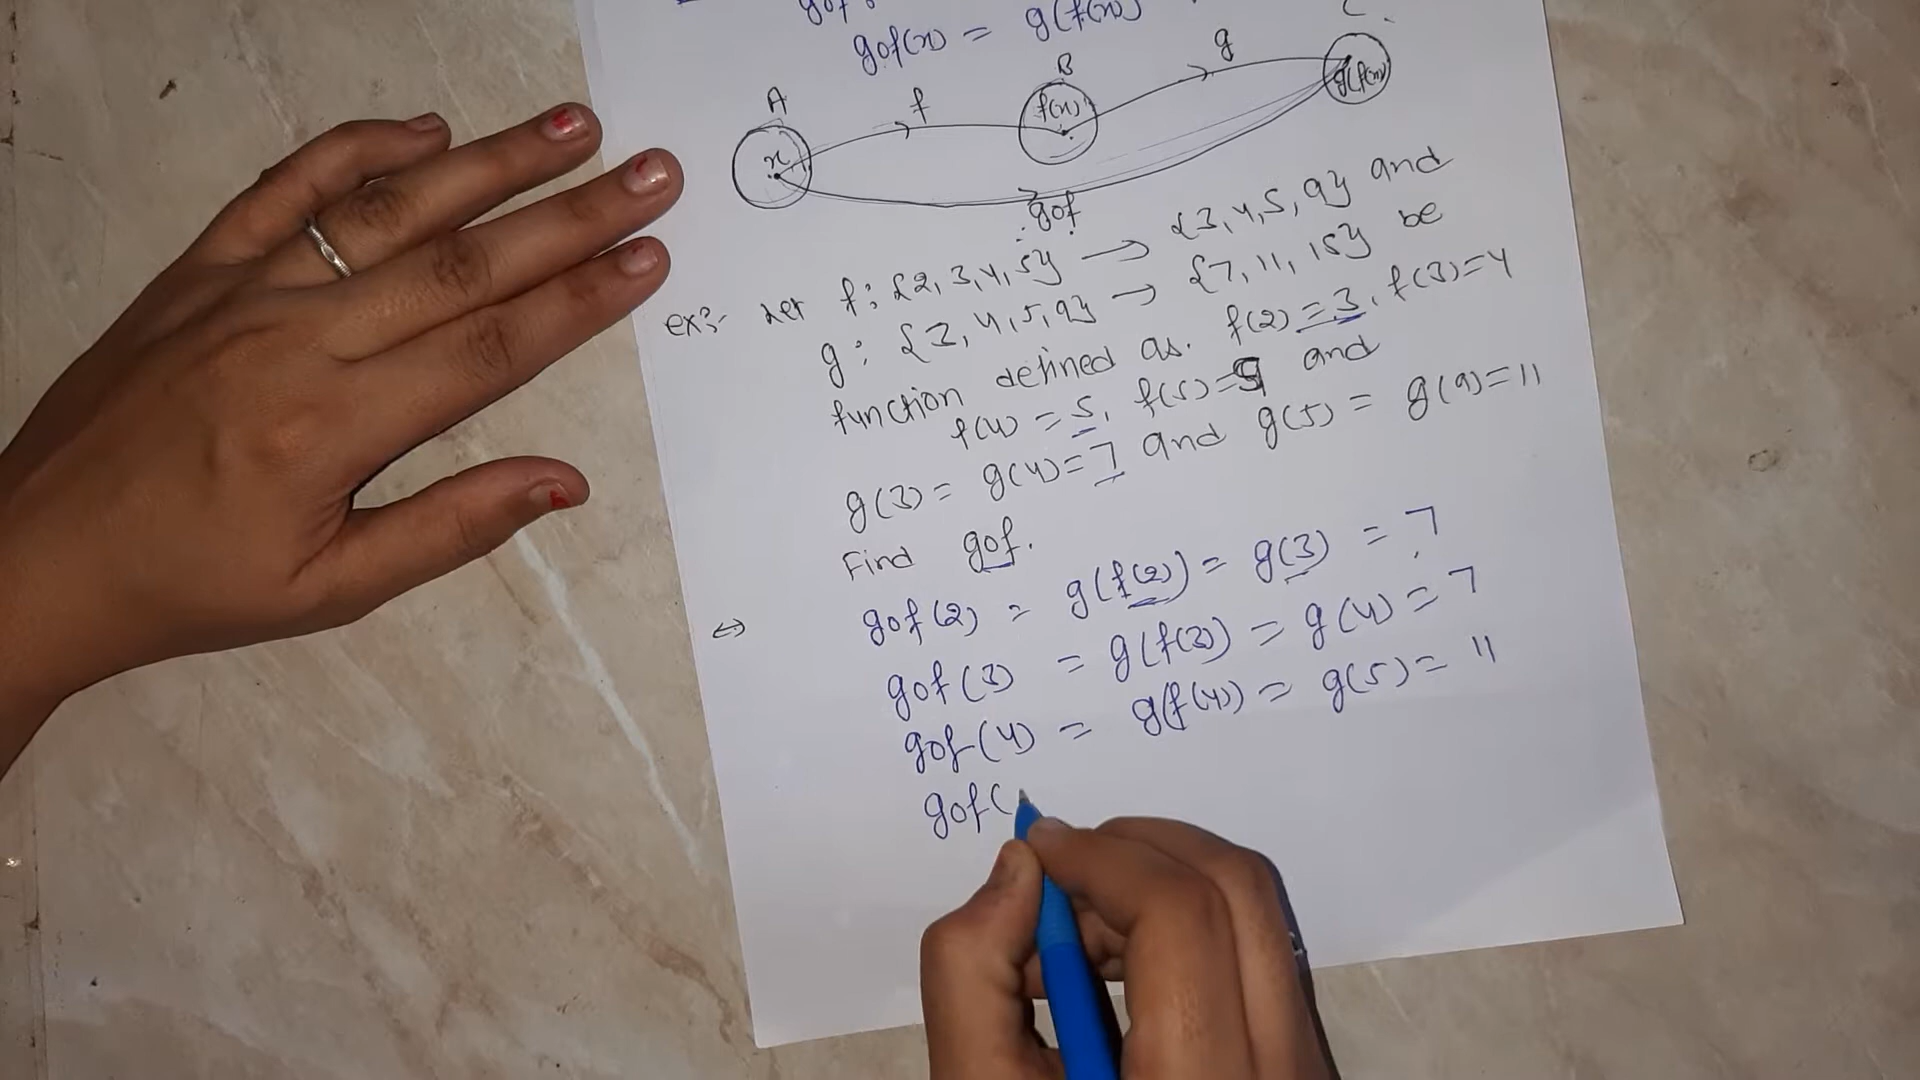 gof :
gof(x) = g(f(x))
C
g
B
f
A
g(f(x))
f(x)
x
gof
ex:- Let f: {2, 3, 4, 5} → {3, 4, 5, 9} and
g: {3, 4, 5, 9} → {7, 11, 15} be
function defined as. f(2) = 3, f(3)=4
f(4) = 5, f(5)=9 and
g(3) = g(4)=7 and g(5) = g(9)=11
Find gof.
⇔ gof(2) = g(f(2)) = g(3) = 7
gof(3) = g(f(3)) = g(4) = 7
gof(4) = g(f(4)) = g(5) = 11
gof(